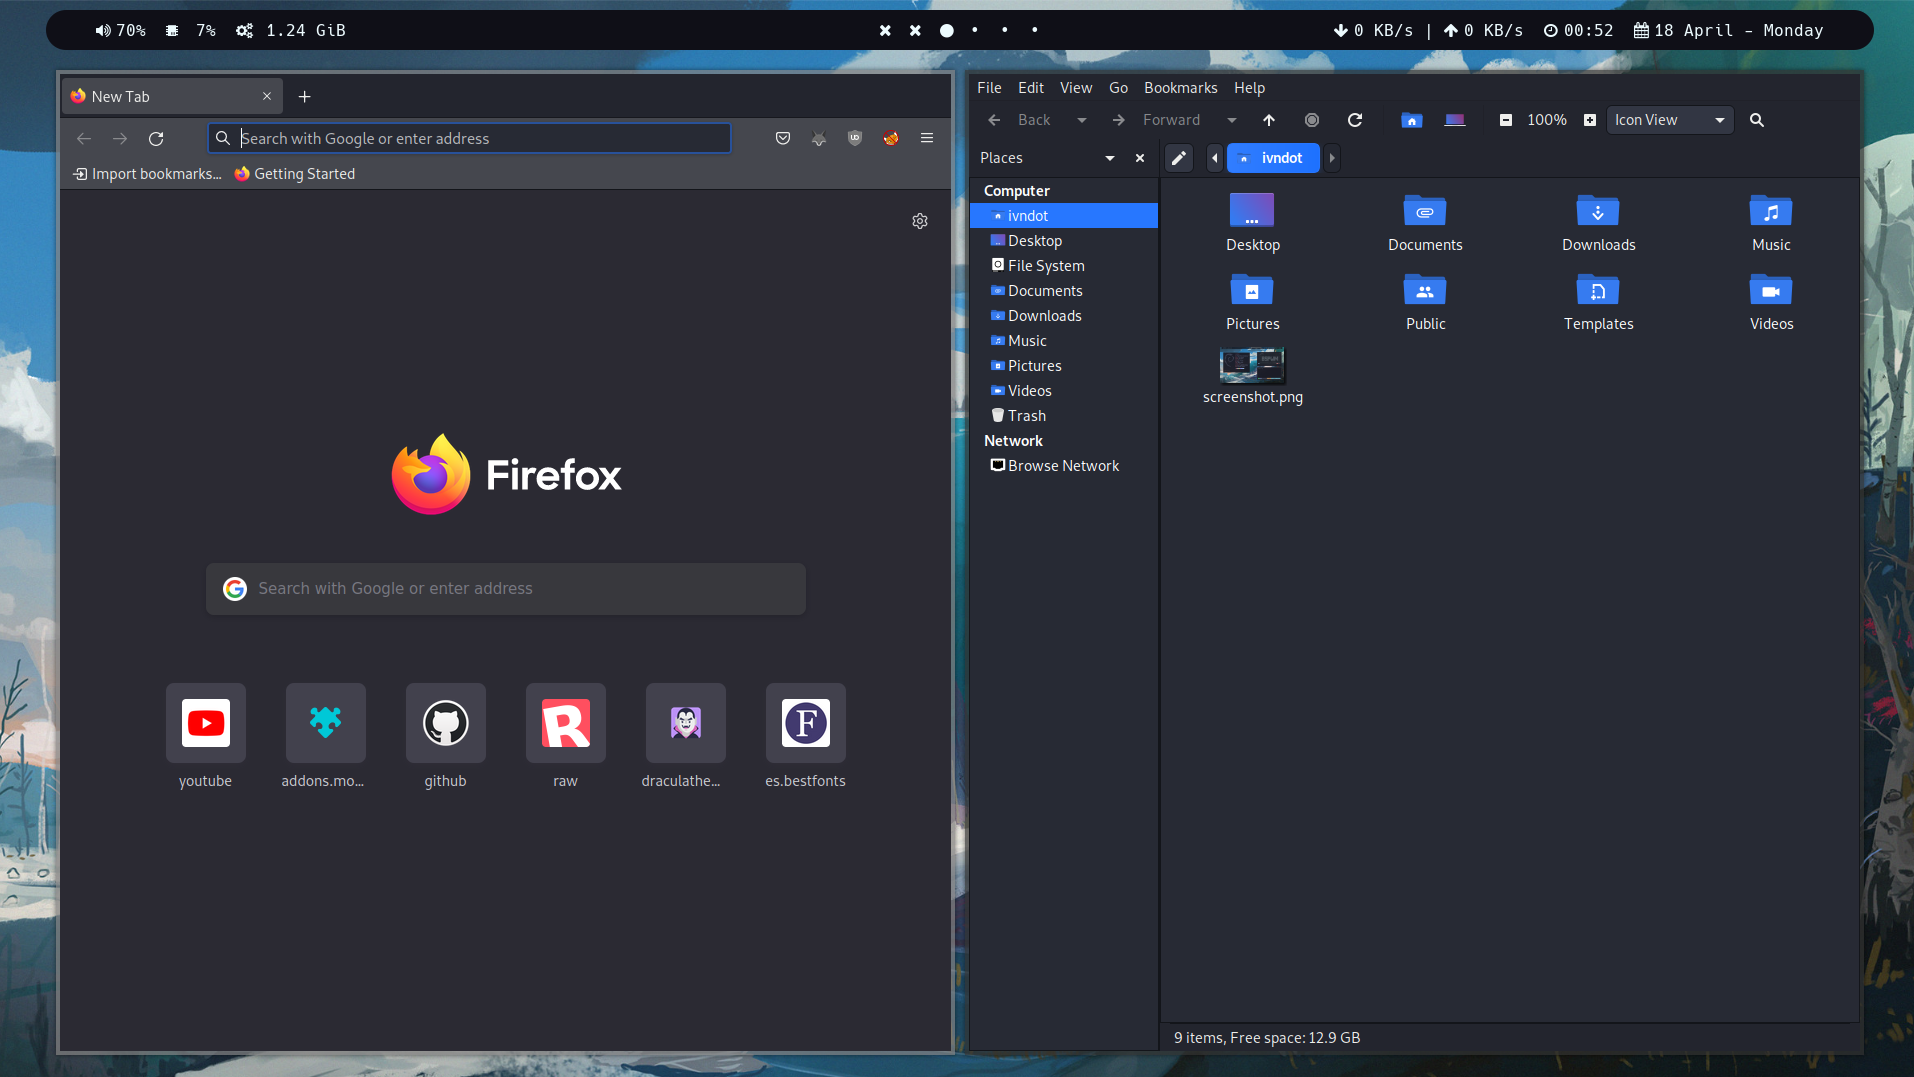 70% 7% 1.24 GiB
0 KB/s | 0 KB/s 00:52 18 April - Monday
New Tab
Search with Google or enter address
Import bookmarks... Getting Started
Firefox
Search with Google or enter address
youtube addons.mo... github raw draculathe... es.bestfonts
File Edit View Go Bookmarks Help
Back Forward 100% Icon View
Places ivndot
Computer
ivndot
Desktop
File System
Documents
Downloads
Music
Pictures
Videos
Trash
Network
Browse Network
Desktop Documents Downloads Music
Pictures Public Templates Videos
screenshot.png
9 items, Free space: 12.9 GB